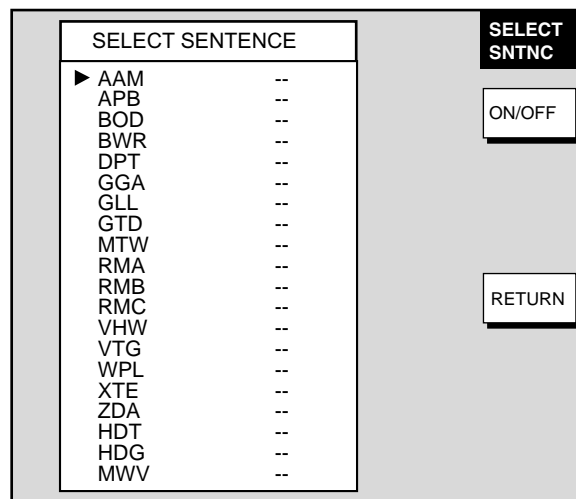 SELECT SENTENCE
▶ AAM --
APB --
BOD --
BWR --
DPT --
GGA --
GLL --
GTD --
MTW --
RMA --
RMB --
RMC --
VHW --
VTG --
WPL --
XTE --
ZDA --
HDT --
HDG --
MWV --
SELECT
SNTNC
ON/OFF
RETURN